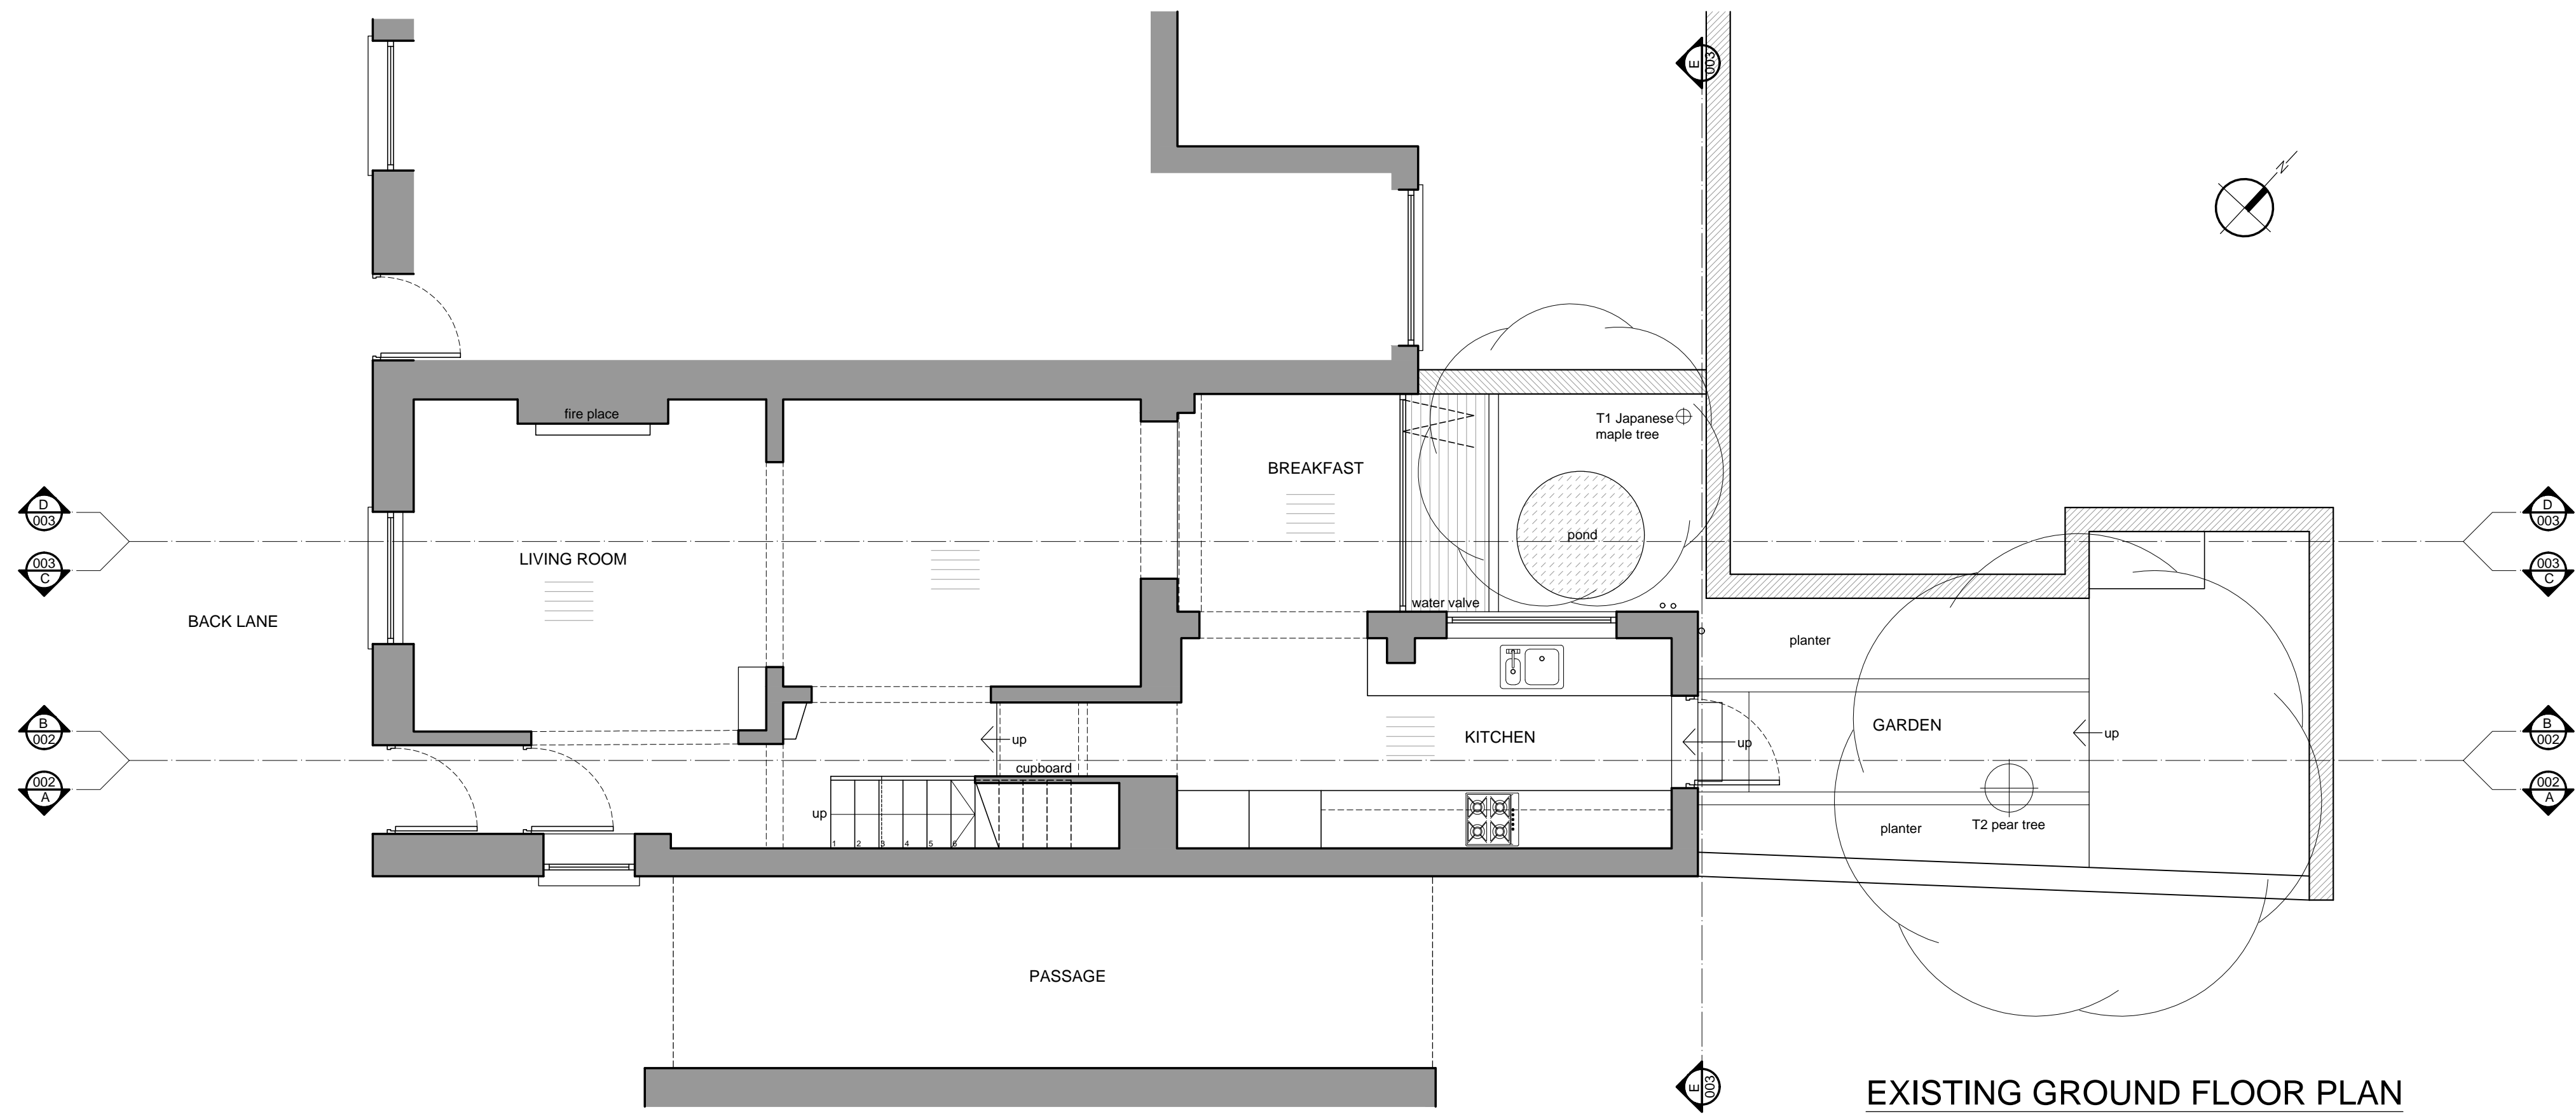 E
003
N
fire place
T1 Japanese
maple tree
BREAKFAST
D
003
D
003
pond
LIVING ROOM
003
C
003
C
water valve
BACK LANE
planter
B
002
GARDEN
up
B
002
up
KITCHEN
up
cupboard
002
A
002
A
up
1 2 3 4 5 6
planter
T2 pear tree
PASSAGE
E
003
EXISTING GROUND FLOOR PLAN